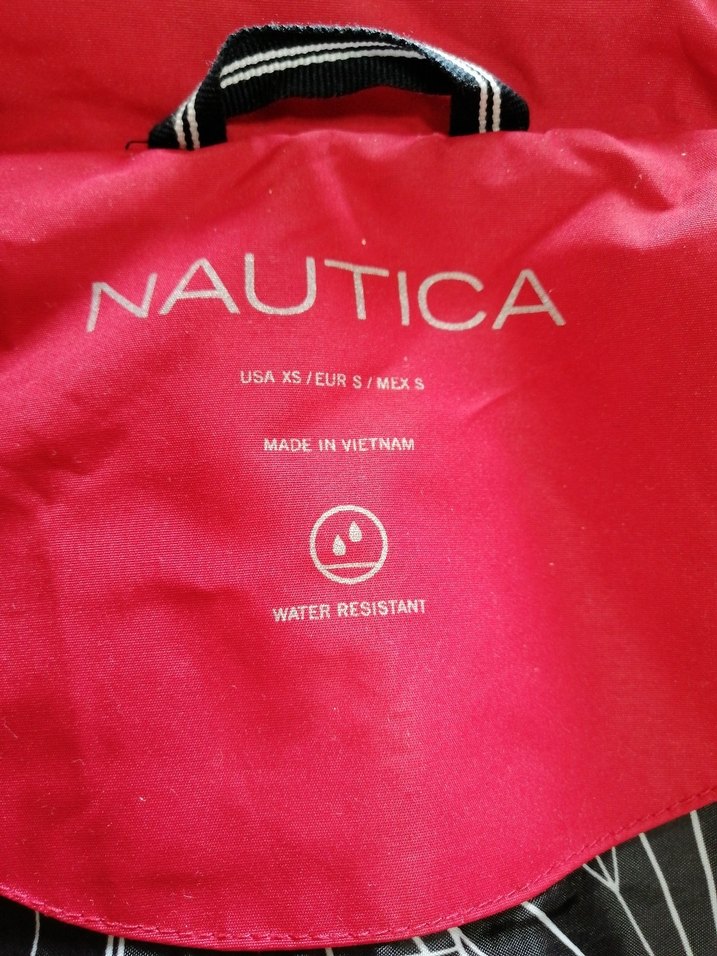 NAUTICA
USA XS / EUR S / MEX S
MADE IN VIETNAM
WATER RESISTANT